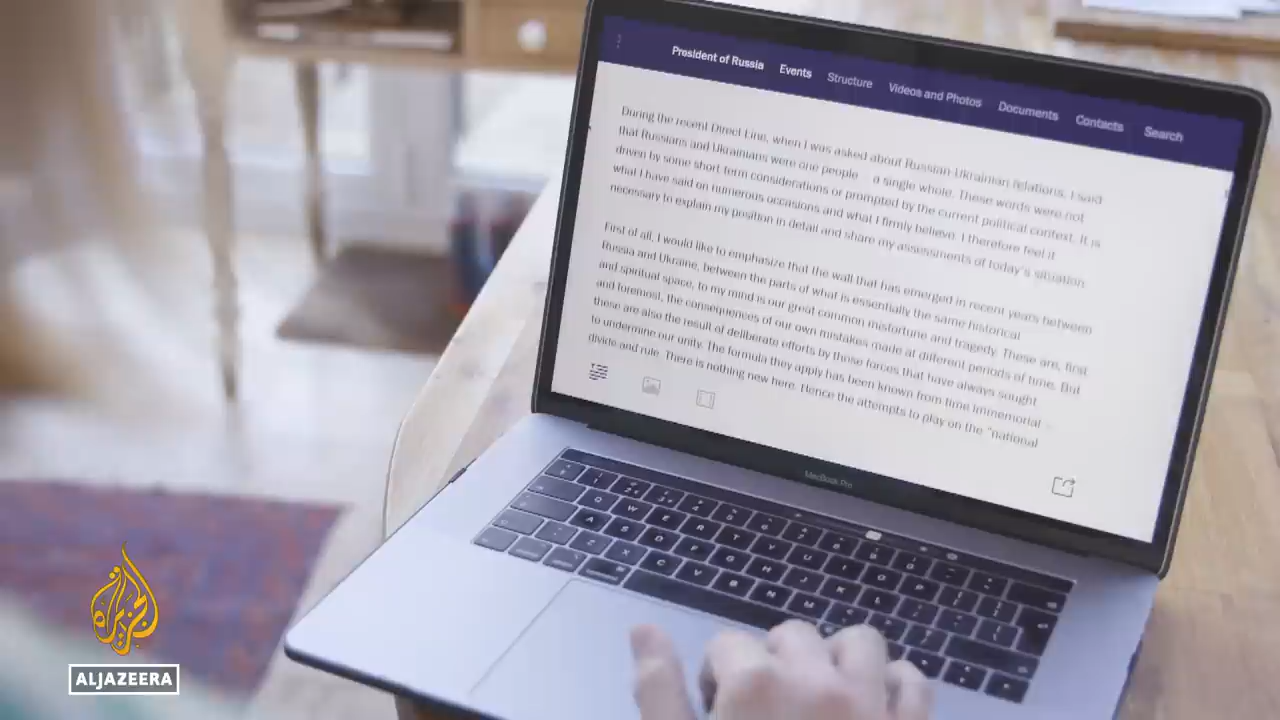 President of Russia Events Structure Videos and Photos Documents Contacts Search
During the recent Direct Line, when I was asked about Russian-Ukrainian relations, I said
that Russians and Ukrainians were one people a single whole. These words were not
driven by some short term considerations or prompted by the current political context. It is
what I have said on numerous occasions and what I firmly believe. I therefore feel it
necessary to explain my position in detail and share my assessments of today's situation
First of all, I would like to emphasize that the wall that has emerged in recent years between
Russia and Ukraine, between the parts of what is essentially the same historical
and spiritual space, to my mind is our great common misfortune and tragedy. These are, first
and foremost, the consequences of our own mistakes made at different periods of time. But
these are also the result of deliberate efforts by those forces that have always sought
to undermine our unity. The formula they apply has been known from time immemorial –
divide and rule. There is nothing new here. Hence the attempts to play on the "national
MacBook Pro
Q W E R T Y U I O P
A S D F G H J K L
Z X C V B N M
الجزيرة
ALJAZEERA